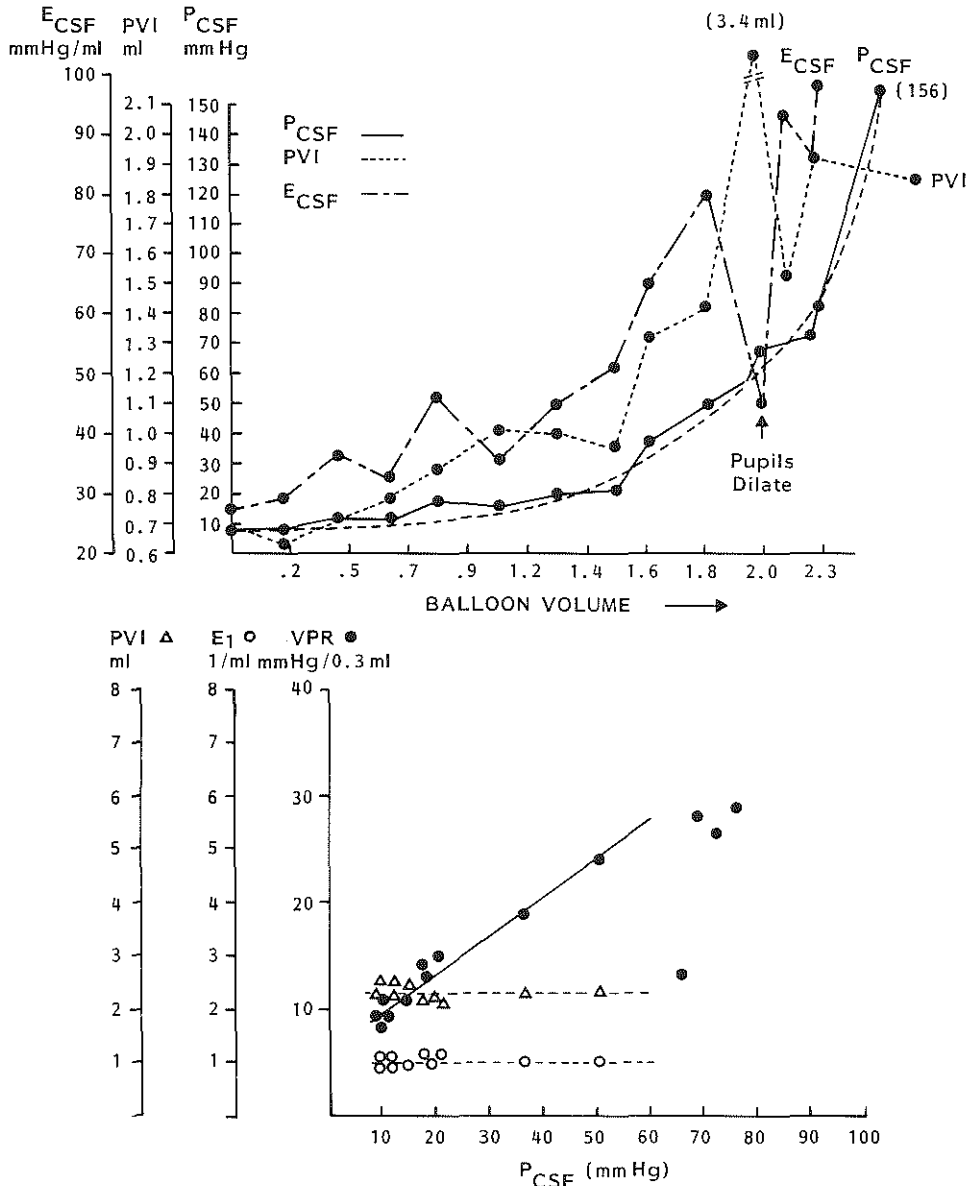 (3.4 ml)
E_CSF PVI P_CSF
mmHg/ml ml mm Hg
E_CSF P_CSF
100
2.1 150
(156)
90 2.0 140
P_CSF
1.9 130
PVI
80 1.8 120
PVI
E_CSF
1.7 110
70 1.6 100
1.5 90
60 1.4 80
1.3 70
50 1.2 60
1.1 50
40 1.0 40
0.9 30
30 0.8 20
0.7 10
20 0.6
Pupils
Dilate
.2 .5 .7 .9 1.2 1.4 1.6 1.8 2.0 2.3
BALLOON VOLUME
PVI E1 VPR
ml 1/ml mmHg/0.3 ml
8 8 40
7 7
6 6 30
5 5
4 4 20
3 3
2 2 10
1 1
10 20 30 40 50 60 70 80 90 100
P_CSF (mm Hg)